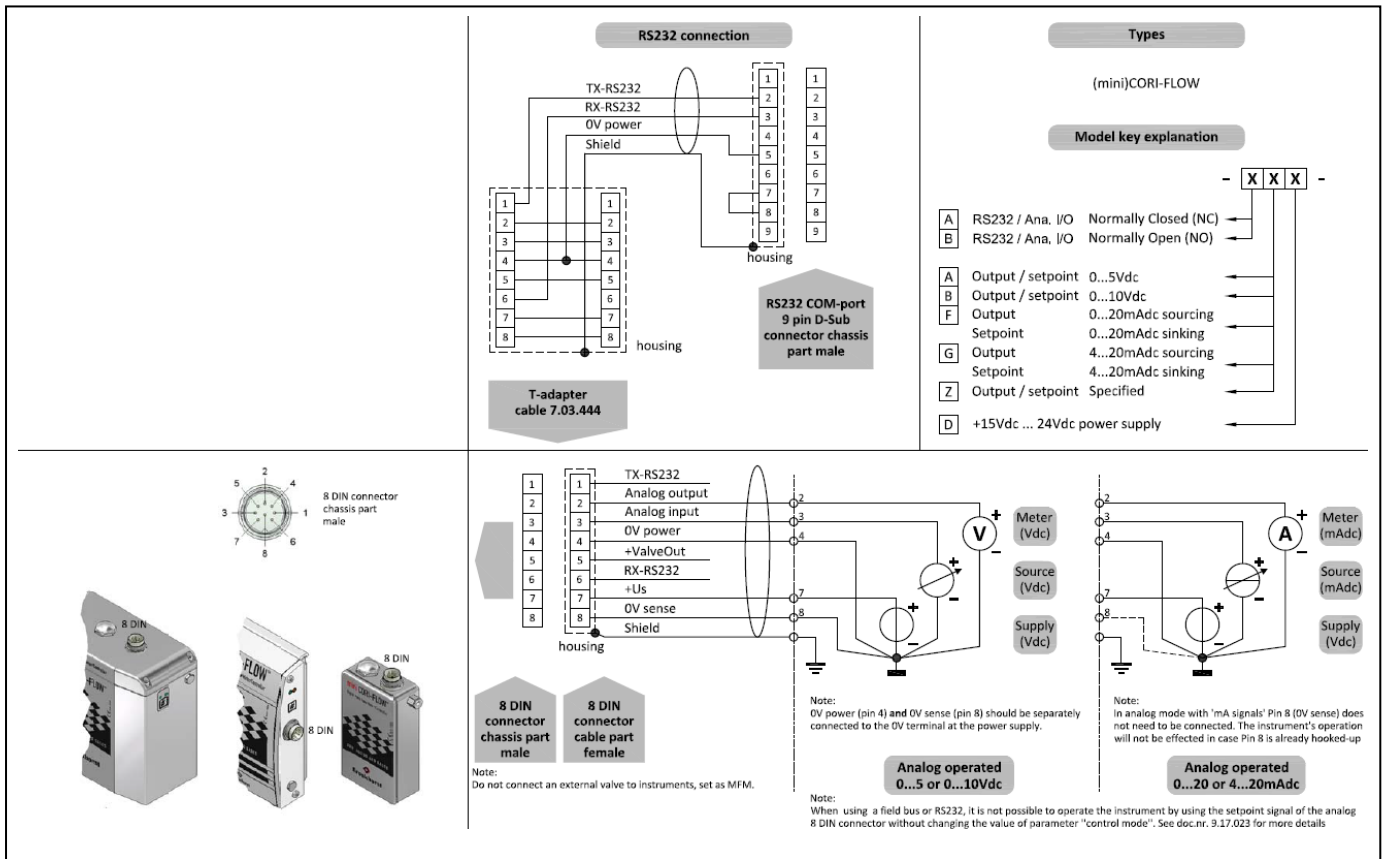 RS232 connection
TX-RS232
RX-RS232
0V power
Shield
1
2
3
4
5
6
7
8
9
1
2
3
4
5
6
7
8
9
housing
1
2
3
4
5
6
7
8
1
2
3
4
5
6
7
8
housing
RS232 COM-port
9 pin D-Sub
connector chassis
part male
T-adapter
cable 7.03.444
Types
(mini)CORI-FLOW
Model key explanation
- X X X -
A RS232 / Ana. I/O Normally Closed (NC)
B RS232 / Ana. I/O Normally Open (NO)
A Output / setpoint 0...5Vdc
B Output / setpoint 0...10Vdc
F Output 0...20mAdc sourcing
Setpoint 0...20mAdc sinking
G Output 4...20mAdc sourcing
Setpoint 4...20mAdc sinking
Z Output / setpoint Specified
D +15Vdc ... 24Vdc power supply
2
5 4
3 1
7 6
8
8 DIN connector
chassis part
male
8 DIN
8 DIN
8 DIN
1
2
3
4
5
6
7
8
1
2
3
4
5
6
7
8
TX-RS232
Analog output
Analog input
0V power
+ValveOut
RX-RS232
+Us
0V sense
Shield
housing
8 DIN
connector
chassis part
male
8 DIN
connector
cable part
female
Note:
Do not connect an external valve to instruments, set as MFM.
2
3
4
7
8
+
V
-
+
-
+
-
Meter
(Vdc)
Source
(Vdc)
Supply
(Vdc)
Note:
0V power (pin 4) and 0V sense (pin 8) should be separately
connected to the 0V terminal at the power supply.
Analog operated
0...5 or 0...10Vdc
2
3
4
7
8
+
A
-
+
-
+
-
Meter
(mAdc)
Source
(mAdc)
Supply
(Vdc)
Note:
In analog mode with 'mA signals' Pin 8 (0V sense) does
not need to be connected. The instrument's operation
will not be effected in case Pin 8 is already hooked-up
Analog operated
0...20 or 4...20mAdc
Note:
When using a field bus or RS232, it is not possible to operate the instrument by using the setpoint signal of the analog
8 DIN connector without changing the value of parameter "control mode". See doc.nr. 9.17.023 for more details